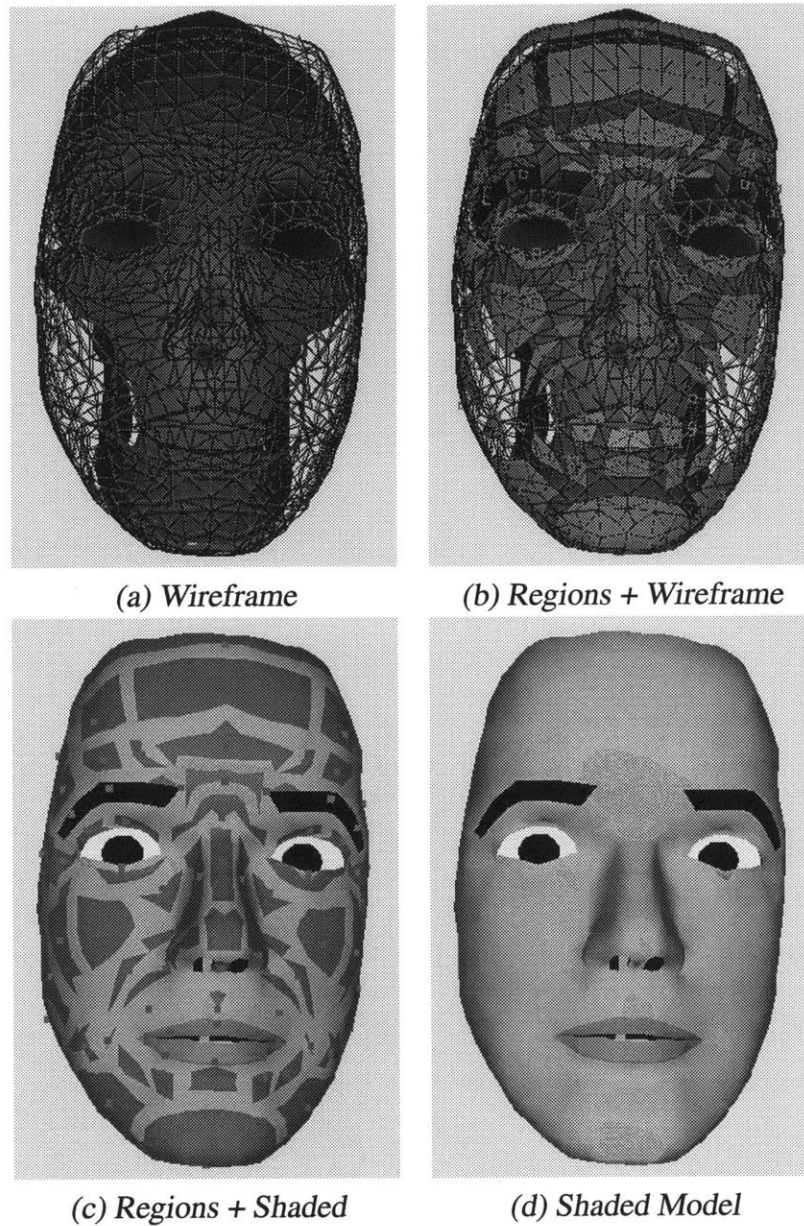 (a) Wireframe
(b) Regions + Wireframe
(c) Regions + Shaded
(d) Shaded Model